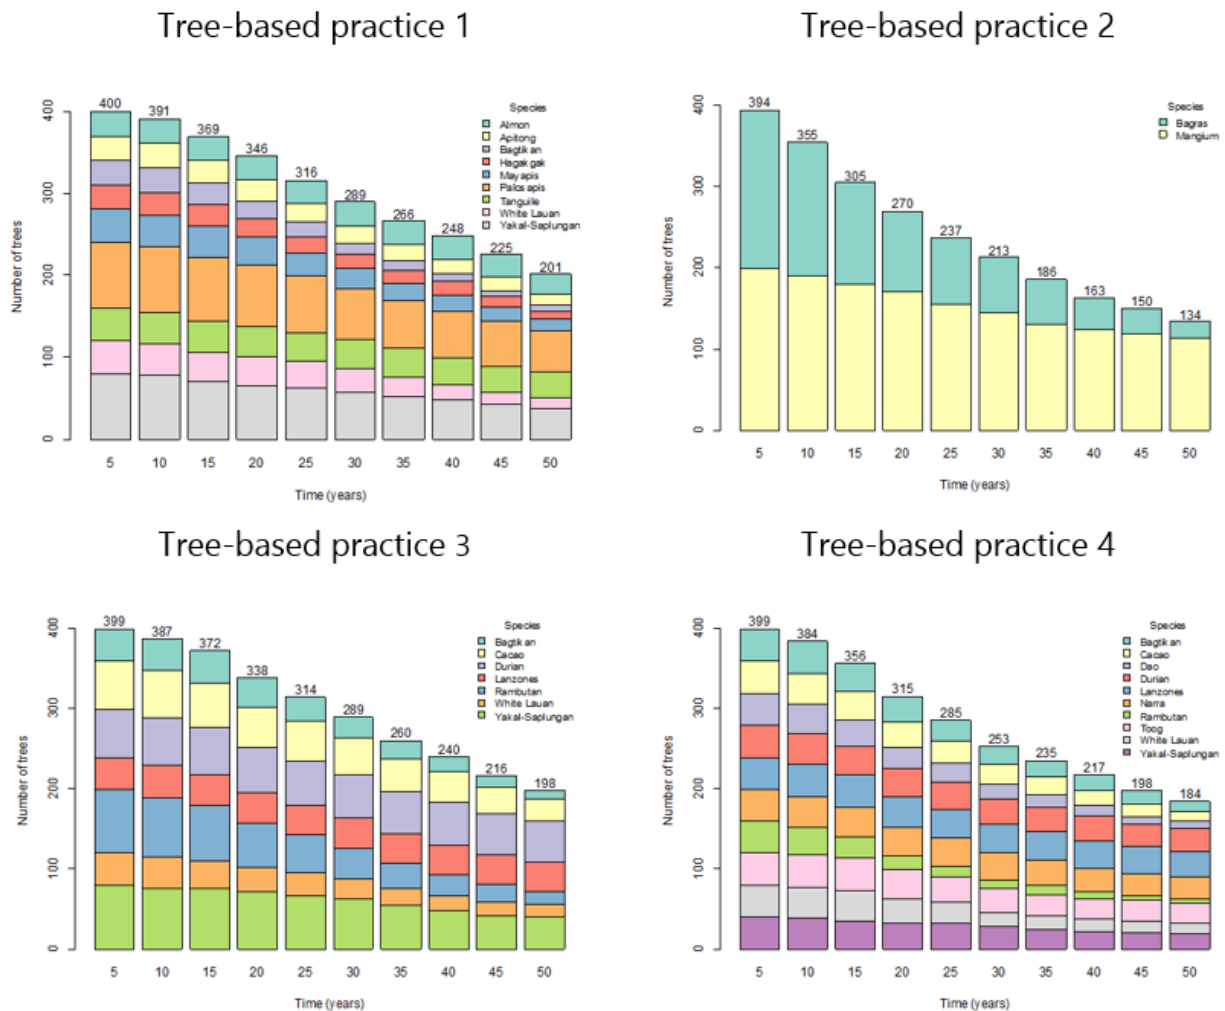 Tree-based practice 1
400
391
369
346
316
289
266
248
225
201
Number of trees
0
100
200
300
400
5 10 15 20 25 30 35 40 45 50
Time (years)
Species
Almon
Apitong
Bagtikan
Hagakgak
Mayapis
Palosapis
Tanguile
White Lauan
Yakal-Saplungan
Tree-based practice 2
394
355
305
270
237
213
186
163
150
134
Number of trees
0
100
200
300
400
5 10 15 20 25 30 35 40 45 50
Time (years)
Species
Bagras
Mangium
Tree-based practice 3
399
387
372
338
314
289
260
240
216
198
Number of trees
0
100
200
300
400
5 10 15 20 25 30 35 40 45 50
Time (years)
Species
Bagtikan
Cacao
Durian
Lanzones
Rambutan
White Lauan
Yakal-Saplungan
Tree-based practice 4
399
384
356
315
285
253
235
217
198
184
Number of trees
0
100
200
300
400
5 10 15 20 25 30 35 40 45 50
Time (years)
Species
Bagtikan
Cacao
Dao
Durian
Lanzones
Narra
Rambutan
Toog
White Lauan
Yakal-Saplungan